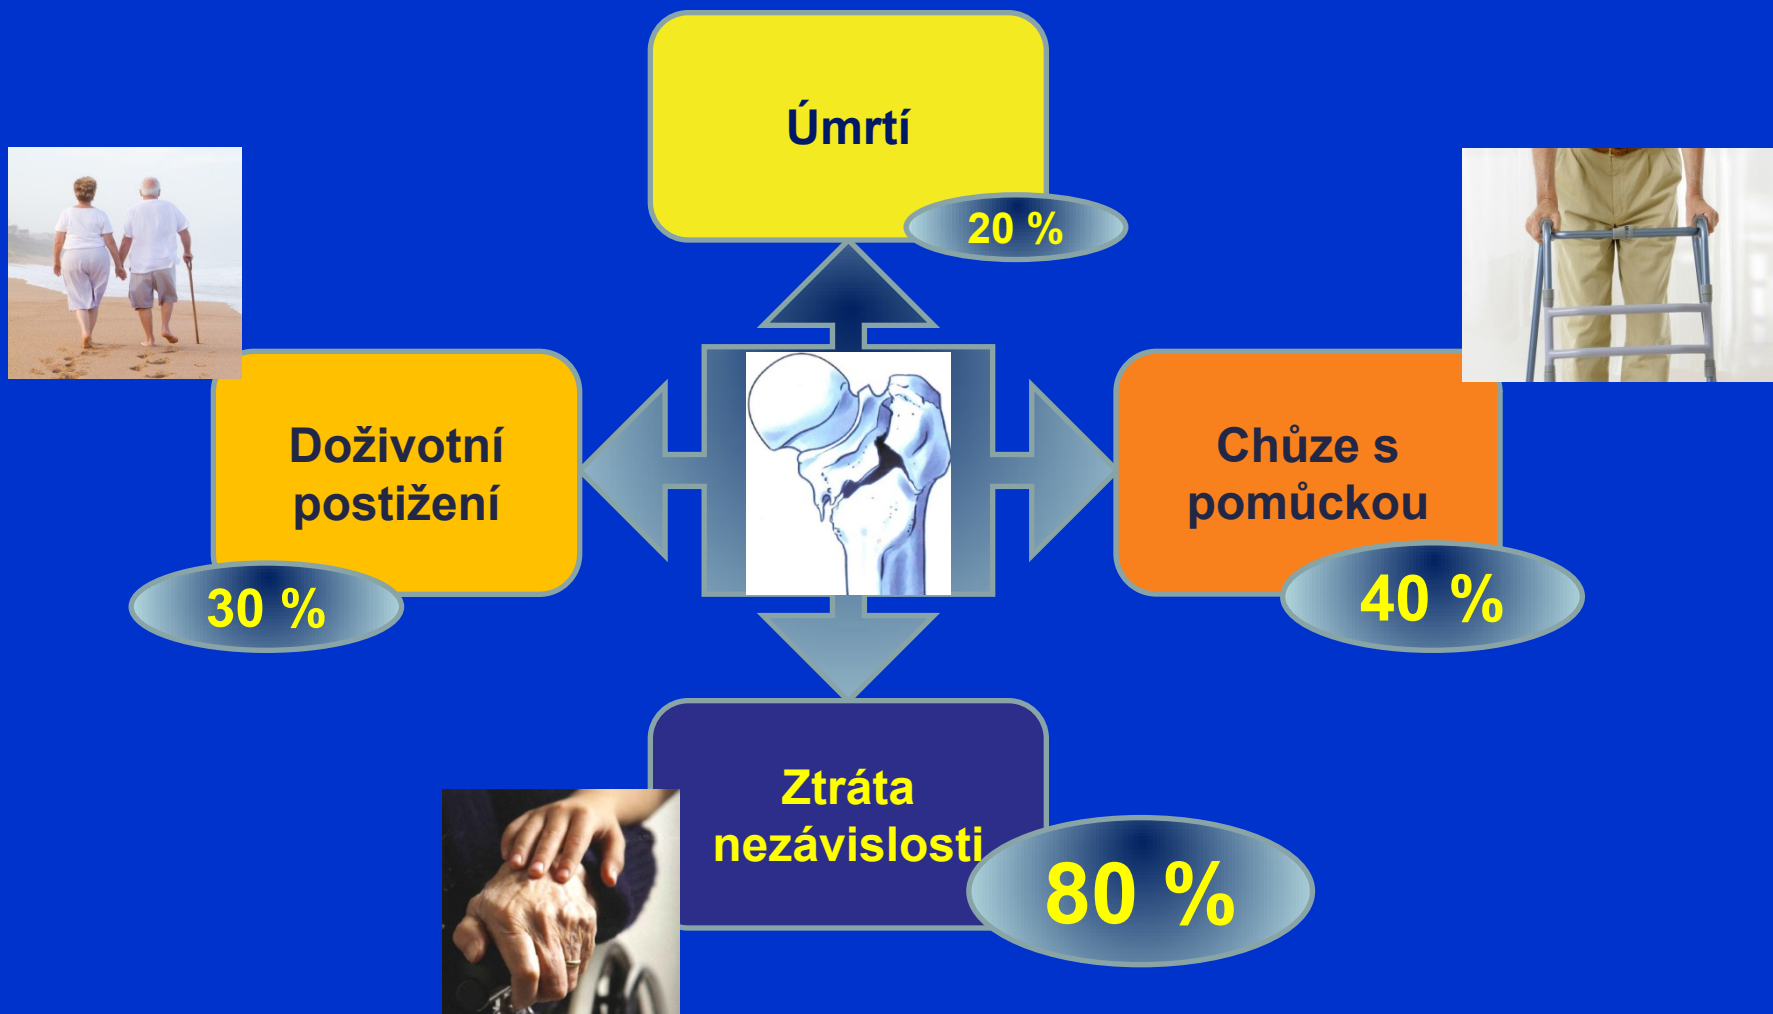 Úmrtí
20 %
Doživotní
postižení
30 %
Chůze s
pomůckou
40 %
Ztráta
nezávislosti
80 %